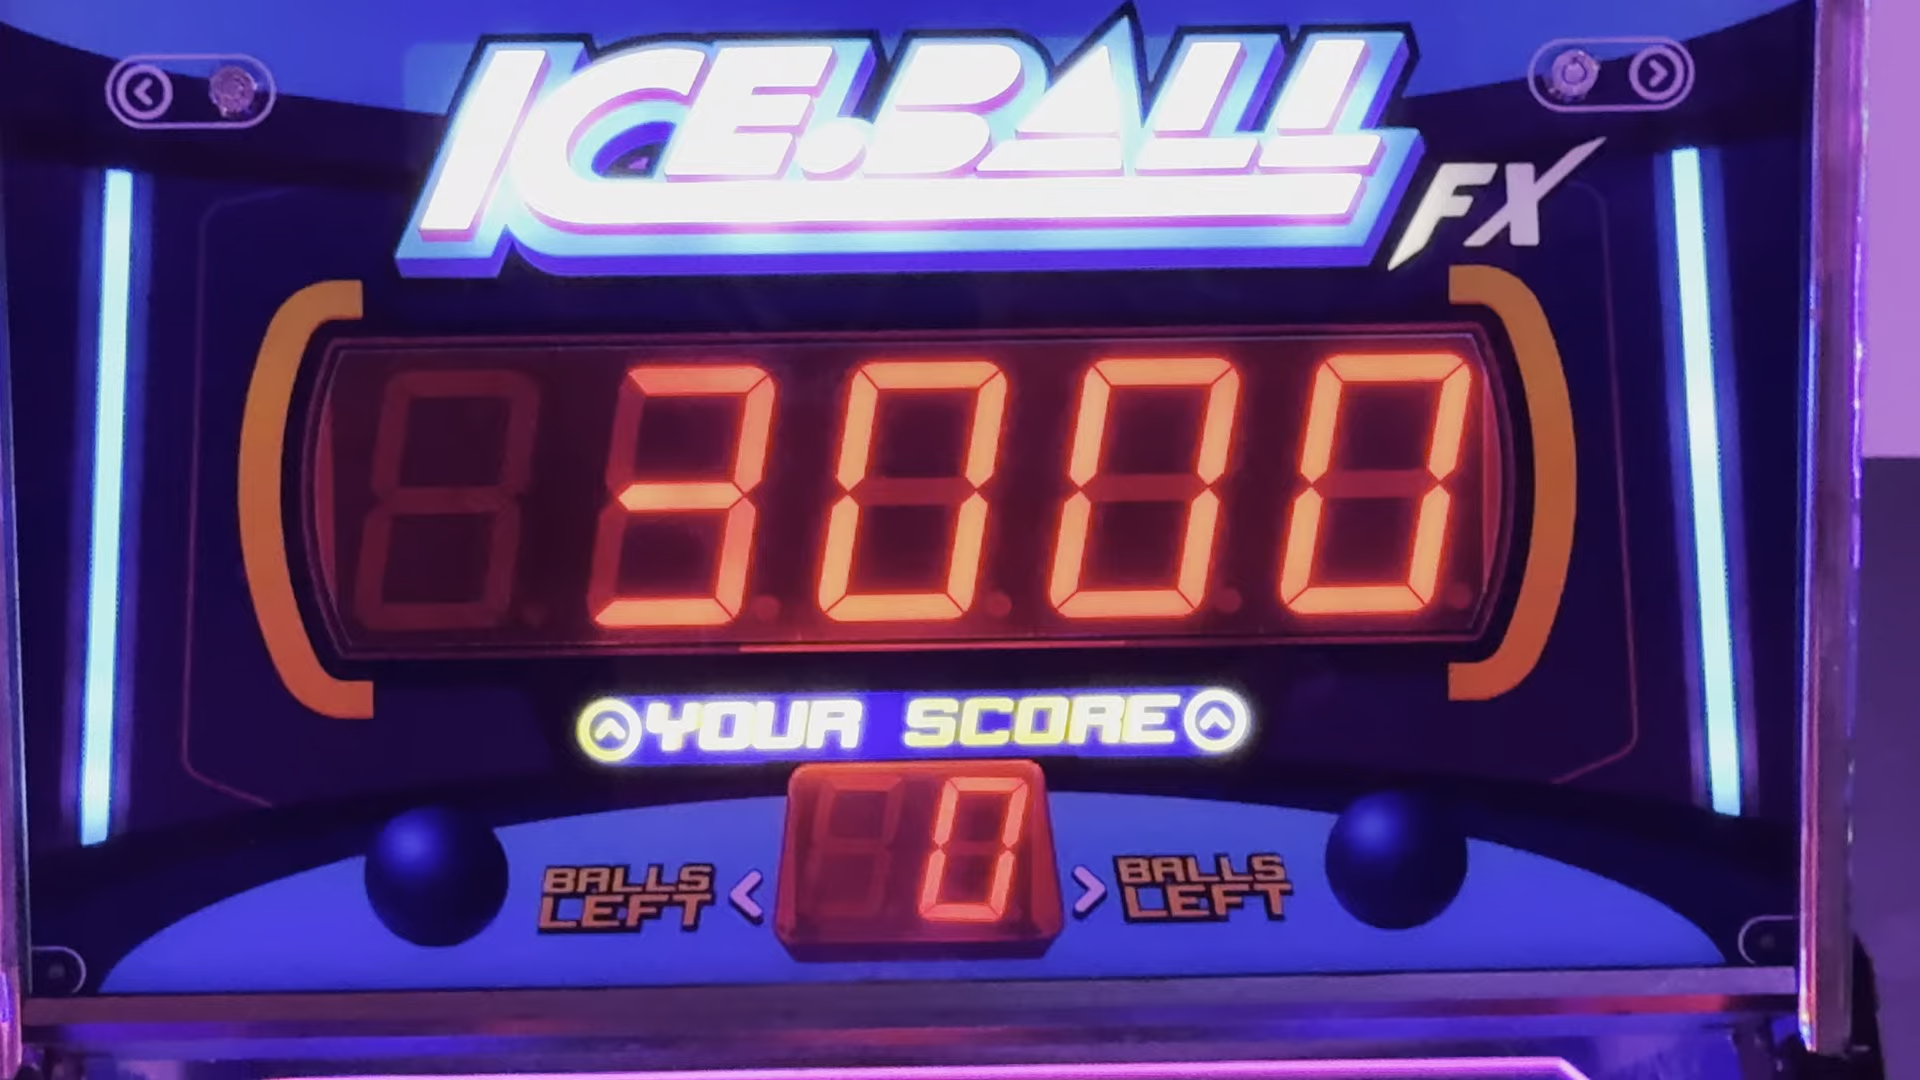 ICE.BALL
FX
3000
YOUR SCORE
0
BALLS LEFT
BALLS LEFT